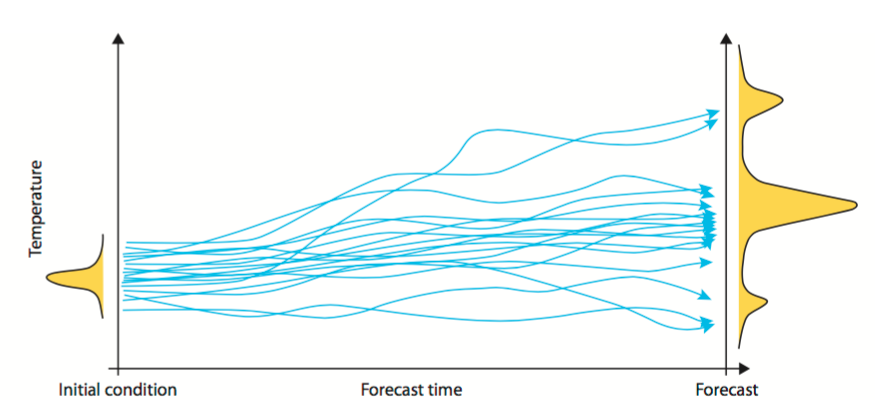 Temperature
Initial condition
Forecast time
Forecast